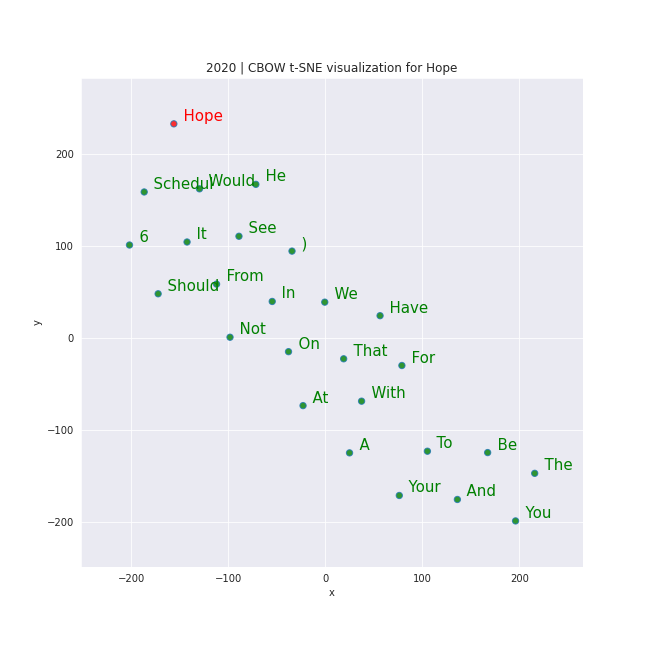 2020 | CBOW t-SNE visualization for Hope
Hope
Schedul
Would
He
6
It
See
)
Should
From
In
We
Have
Not
On
That
For
At
With
A
To
Be
The
Your
And
You
200
100
0
−100
−200
y
−200
−100
0
100
200
x